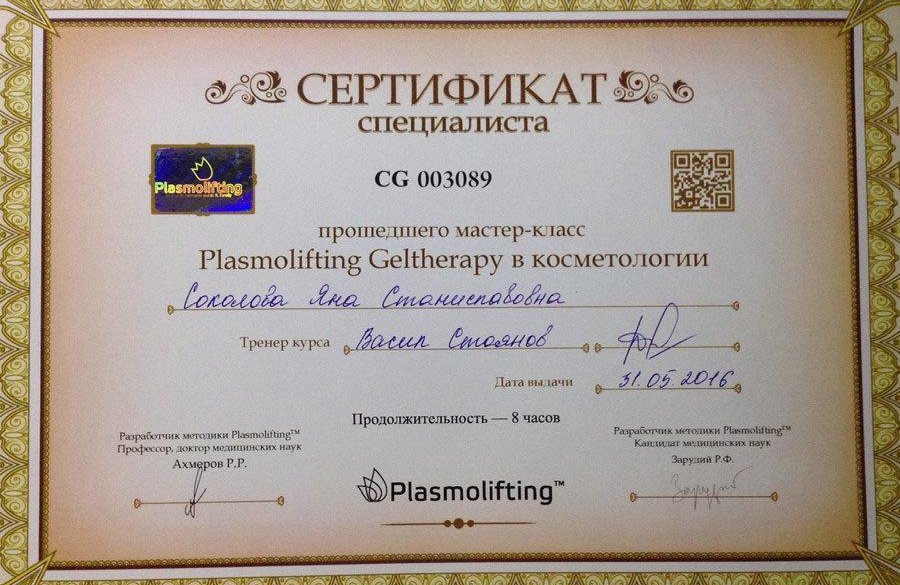 СЕРТИФИКАТ
специалиста
Plasmolifting
CG 003089
прошедшего мастер-класс
Plasmolifting Geltherapy в косметологии
Соколова Яна Станиславовна
Тренер курса Васил Стоянов
Дата выдачи 31.05.2016
Продолжительность — 8 часов
Разработчик методики Plasmolifting™
Профессор, доктор медицинских наук
Ахмеров Р.Р.
Разработчик методики Plasmolifting™
Кандидат медицинских наук
Зарудий Р.Ф.
Plasmolifting™